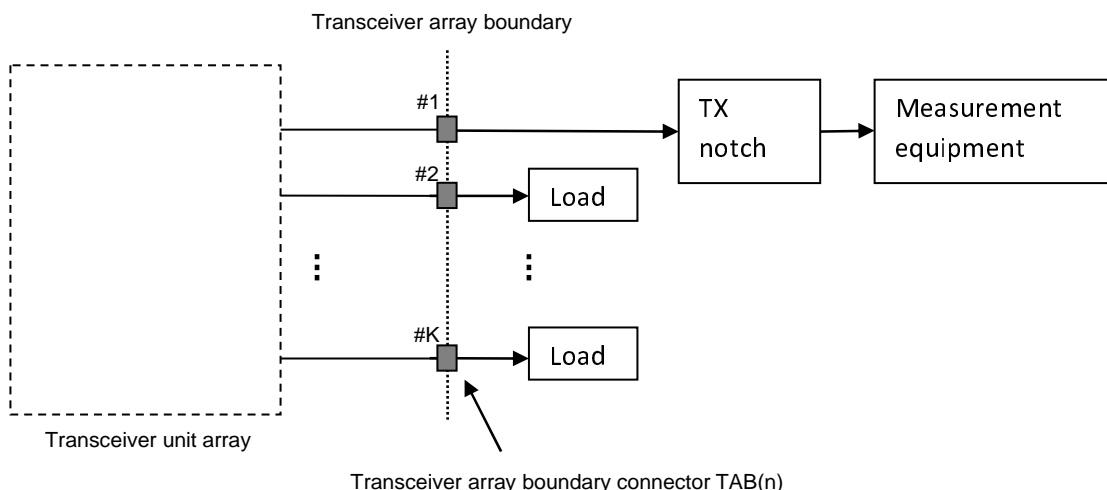 Transceiver array boundary
#1
TX
notch
Measurement
equipment
#2
Load
#K
Load
Transceiver unit array
Transceiver array boundary connector TAB(n)